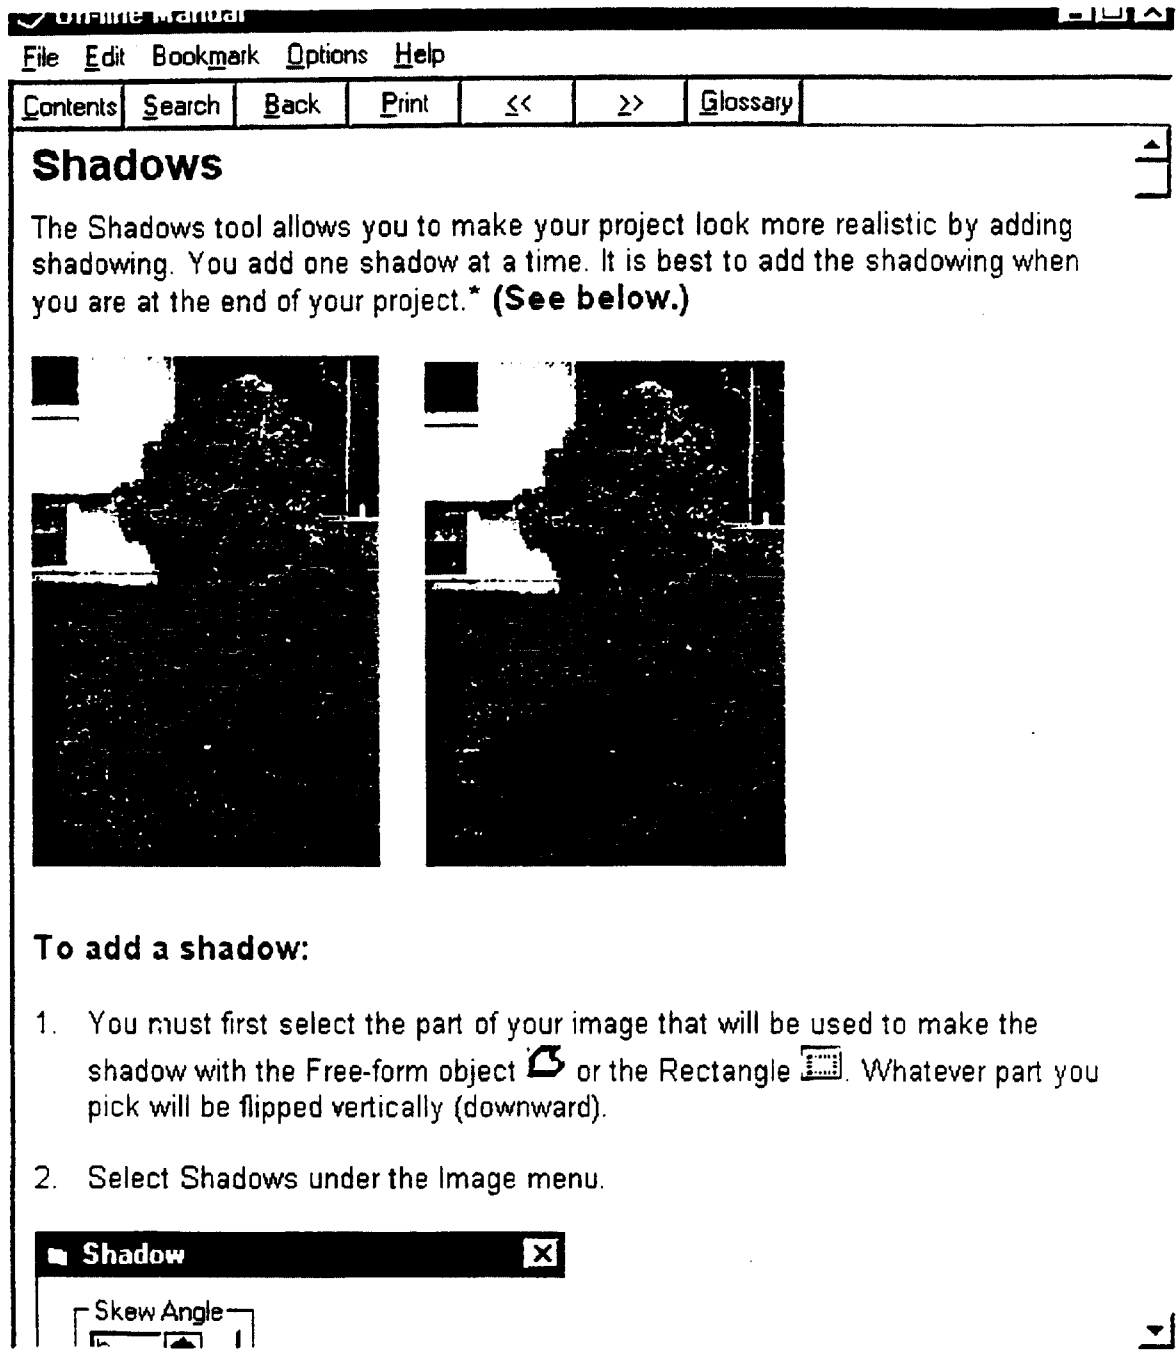 On-line Manual
File Edit Bookmark Options Help
Contents Search Back Print << >> Glossary
Shadows
The Shadows tool allows you to make your project look more realistic by adding
shadowing. You add one shadow at a time. It is best to add the shadowing when
you are at the end of your project.* (See below.)
To add a shadow:
1. You must first select the part of your image that will be used to make the
shadow with the Free-form object or the Rectangle . Whatever part you
pick will be flipped vertically (downward).
2. Select Shadows under the Image menu.
Shadow
Skew Angle